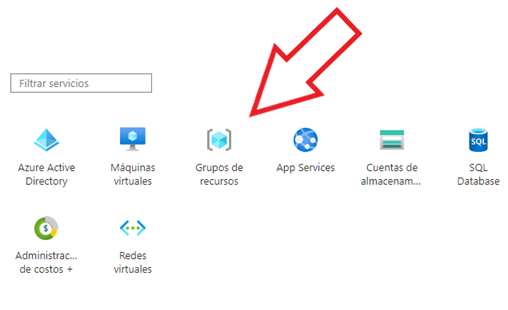 Filtrar servicios
Azure Active
Directory
Máquinas
virtuales
Grupos de
recursos
App Services
Cuentas de
almacenam...
SQL
SQL
Database
$
Administrac...
de costos +
Redes
virtuales